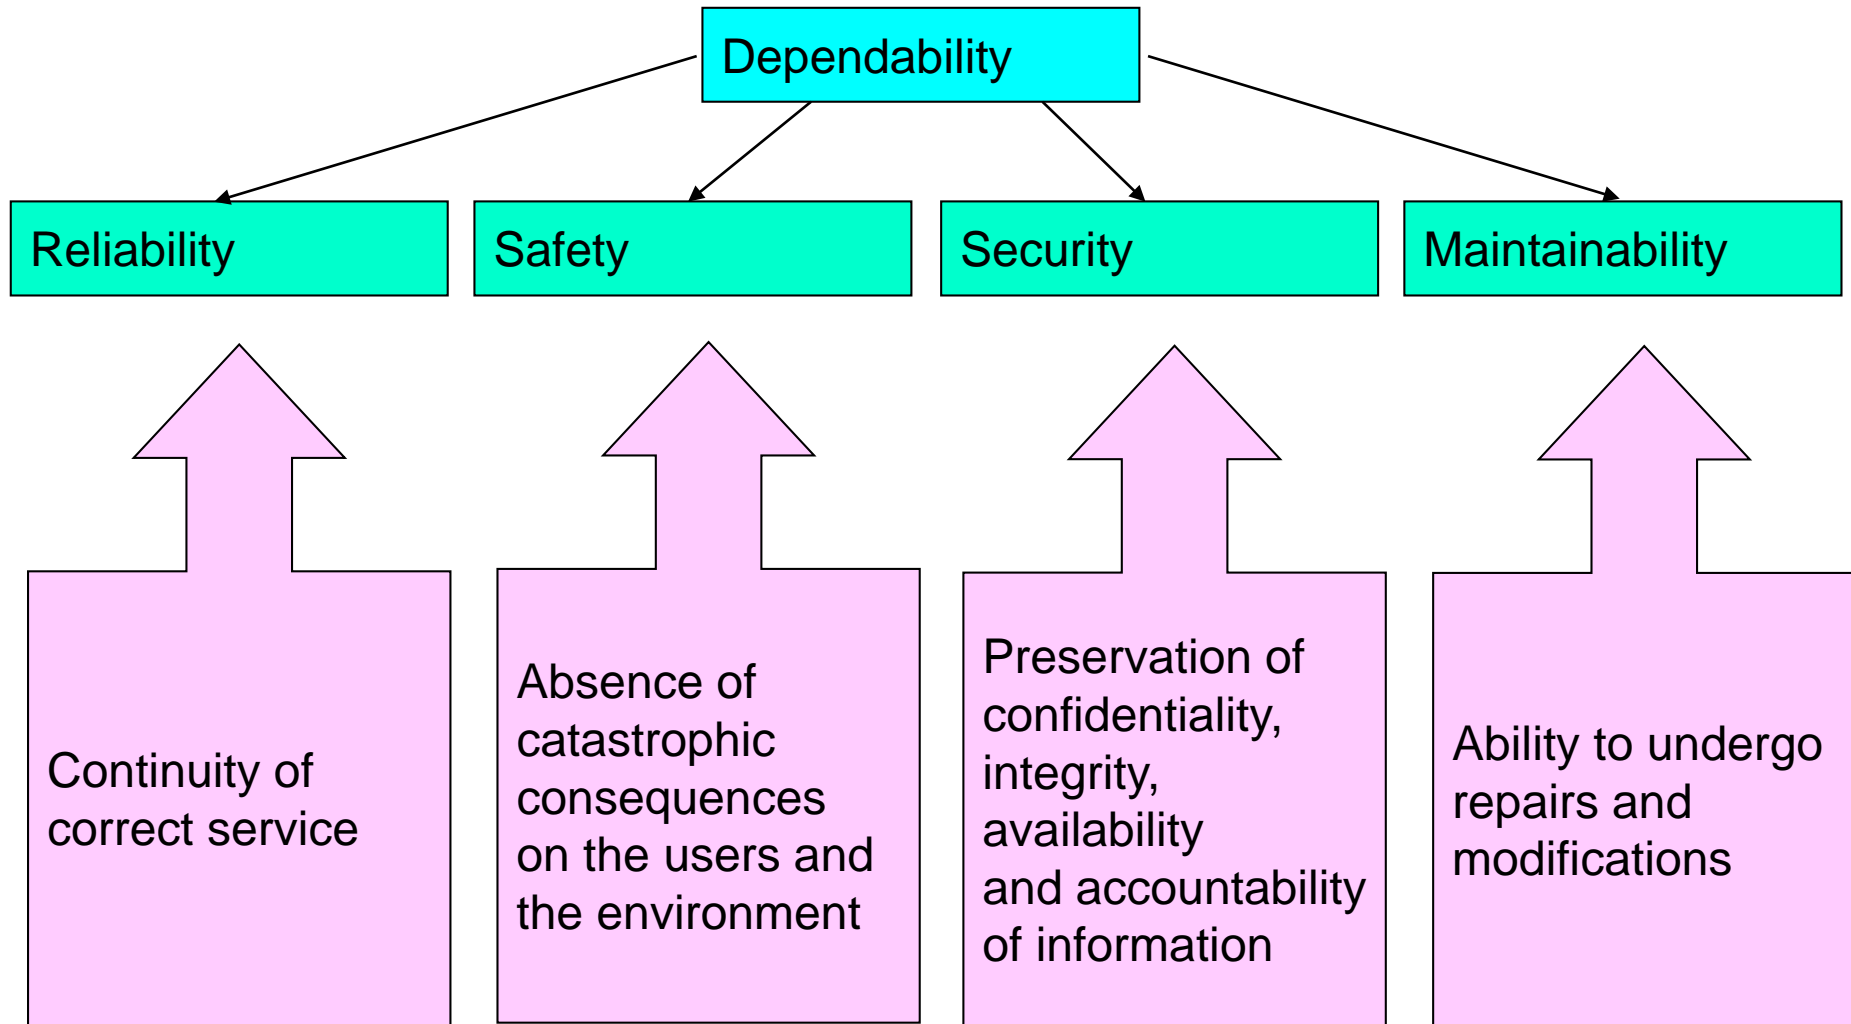 Dependability
Reliability
Safety
Security
Maintainability
Continuity of
correct service
Absence of
catastrophic
consequences
on the users and
the environment
Preservation of
confidentiality,
integrity,
availability
and accountability
of information
Ability to undergo
repairs and
modifications